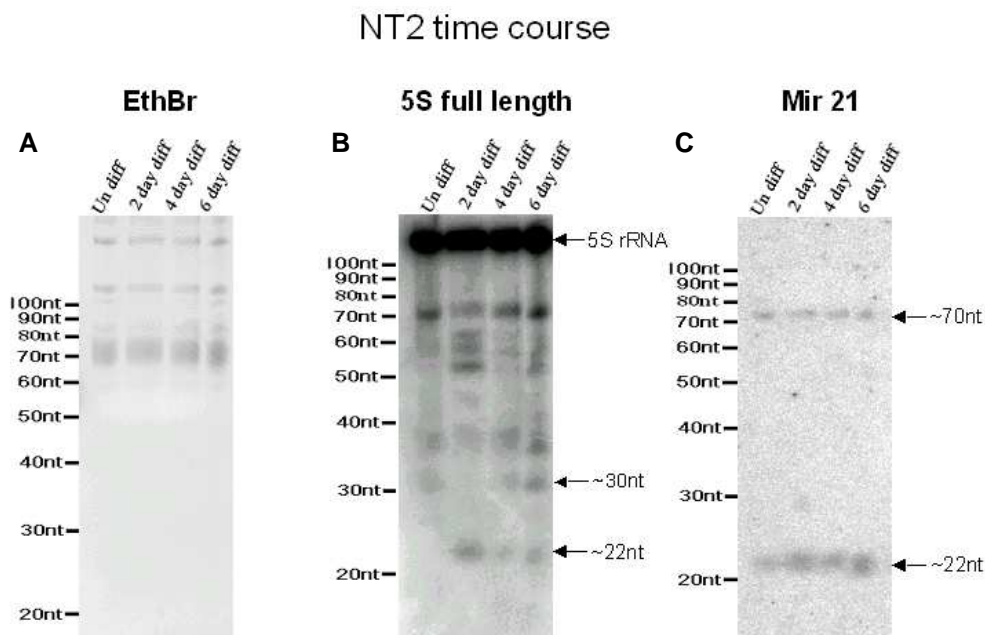 NT2 time course
EthBr
5S full length
Mir 21
A
Un diff
2 day diff
4 day diff
6 day diff
100nt
90nt
80nt
70nt
60nt
50nt
40nt
30nt
20nt
B
Un diff
2 day diff
4 day diff
6 day diff
5S rRNA
100nt
90nt
80nt
70nt
60nt
50nt
40nt
30nt
20nt
~30nt
~22nt
C
Un diff
2 day diff
4 day diff
6 day diff
100nt
90nt
80nt
70nt
60nt
50nt
40nt
30nt
20nt
~70nt
~22nt